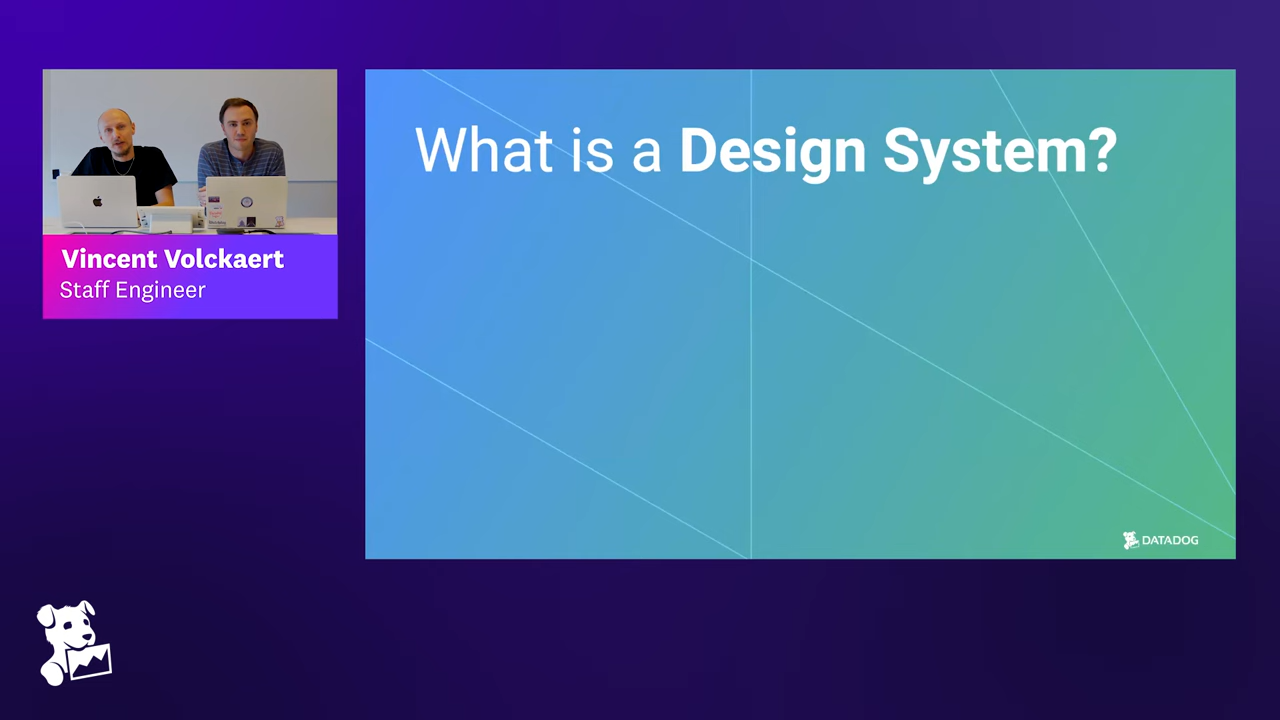 What is a Design System?
Vincent Volckaert
Staff Engineer
DATADOG